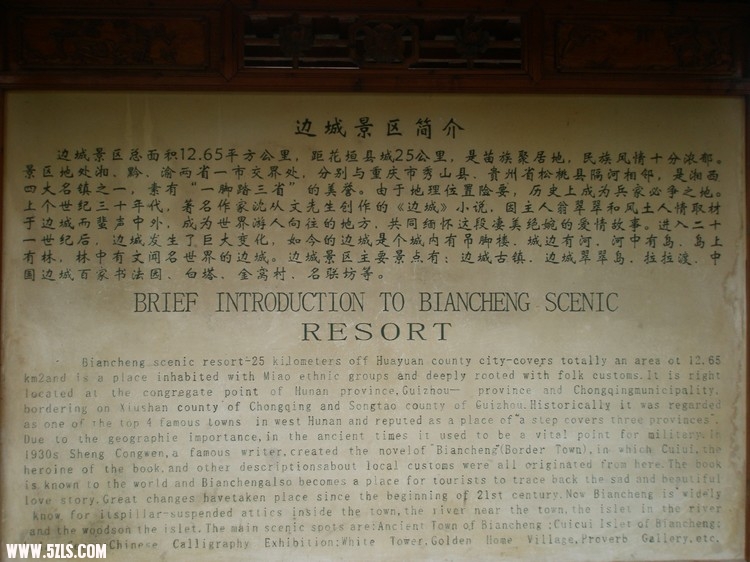 边城景区简介
边城景区总面积12.65平方公里，距花垣县城25公里，是苗族聚居地，民族风情十分浓郁。
景区地处湘、黔、渝两省一市交界处，分别与重庆市秀山县、贵州省松桃县隔河相邻，是湘西
四大名镇之一，素有“一脚踏三省”的美誉。由于地理位置险要，历史上成为兵家必争之地。
上个世纪三十年代，著名作家沈从文先生创作的《边城》小说，因主人翁翠翠和风土人情取材
于边城而蜚声中外，成为世界游人向往的地方，共同缅怀这段凄美绝婉的爱情故事。进入二十
一世纪后，边城发生了巨大变化，如今的边城是个城内有吊脚楼，城边有河，河中有岛，岛上
有林，林中有文闻名世界的边城。边城景区主要景点有：边城古镇、边城翠翠岛、拉拉渡、中
国边城百家书法园、白塔、金鸾村、名联坊等。
BRIEF INTRODUCTION TO BIANCHENG SCENIC
RESORT
Biancheng scenic resort-25 kilometers off Huayuan county city-covers totally an area ot 12.65
km2and is a place inhabited with Miao ethnic groups and deeply rooted with folk customs.It is right
located at the congregate point of Hunan province,Guizhou— province and Chongqingmunicipality,
bordering on Xiushan county of Chongqing and Songtao county of Guizhou.Historically it was regarded
as one of the top 4 famous towns in west Hunan and reputed as a place of "a step covers three provinces".
Due to the geographic importance,in the ancient times it used to be a vital point for military.In
1930s Sheng Congwen,a famous writer,created the novelof "Biancheng"(Border Town),in which Cuicui,the
heroine of the book,and other descriptionsabout local customs were all originated from here.The book
is known to the world and Bianchengalso becomes a place for tourists to trace back the sad and beautiful
love story.Great changes havetaken place since the beginning of 21st century.Now Biancheng is widely
know for itspillar-suspended attics inside the town,the river near the town,the islet in the river
and the woodson the islet.The main scenic spots are:Ancient Town of Biancheng ;Cuicui Islet of Biancheng;
Chinese Calligraphy Exhibition;White Tower,Golden Home Village,Proverb Gallery,etc.
WWW.5ZLS.COM